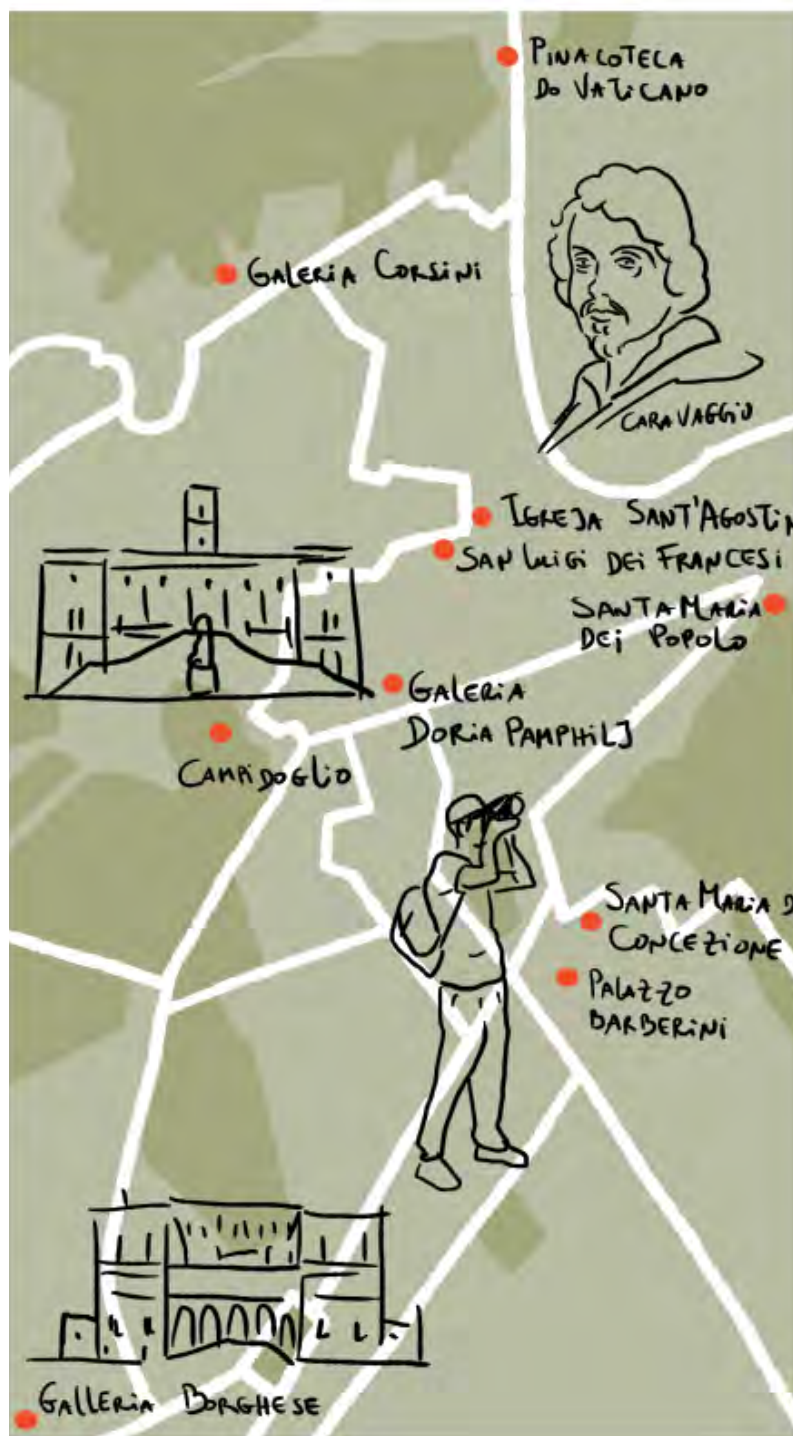 PINACOTECA
DO VATICANO
GALERIA CORSINI
CARAVAGGIO
IGREJA SANT'AGOSTIN
SAN LUIGI DEI FRANCESI
SANTA MARIA
DEI POPOLO
GALERIA
DORIA PAMPHILJ
CAMPIDOGLIO
SANTA MARIA D
CONCEZIONE
PALAZZO
BARBERINI
GALLERIA BORGHESE